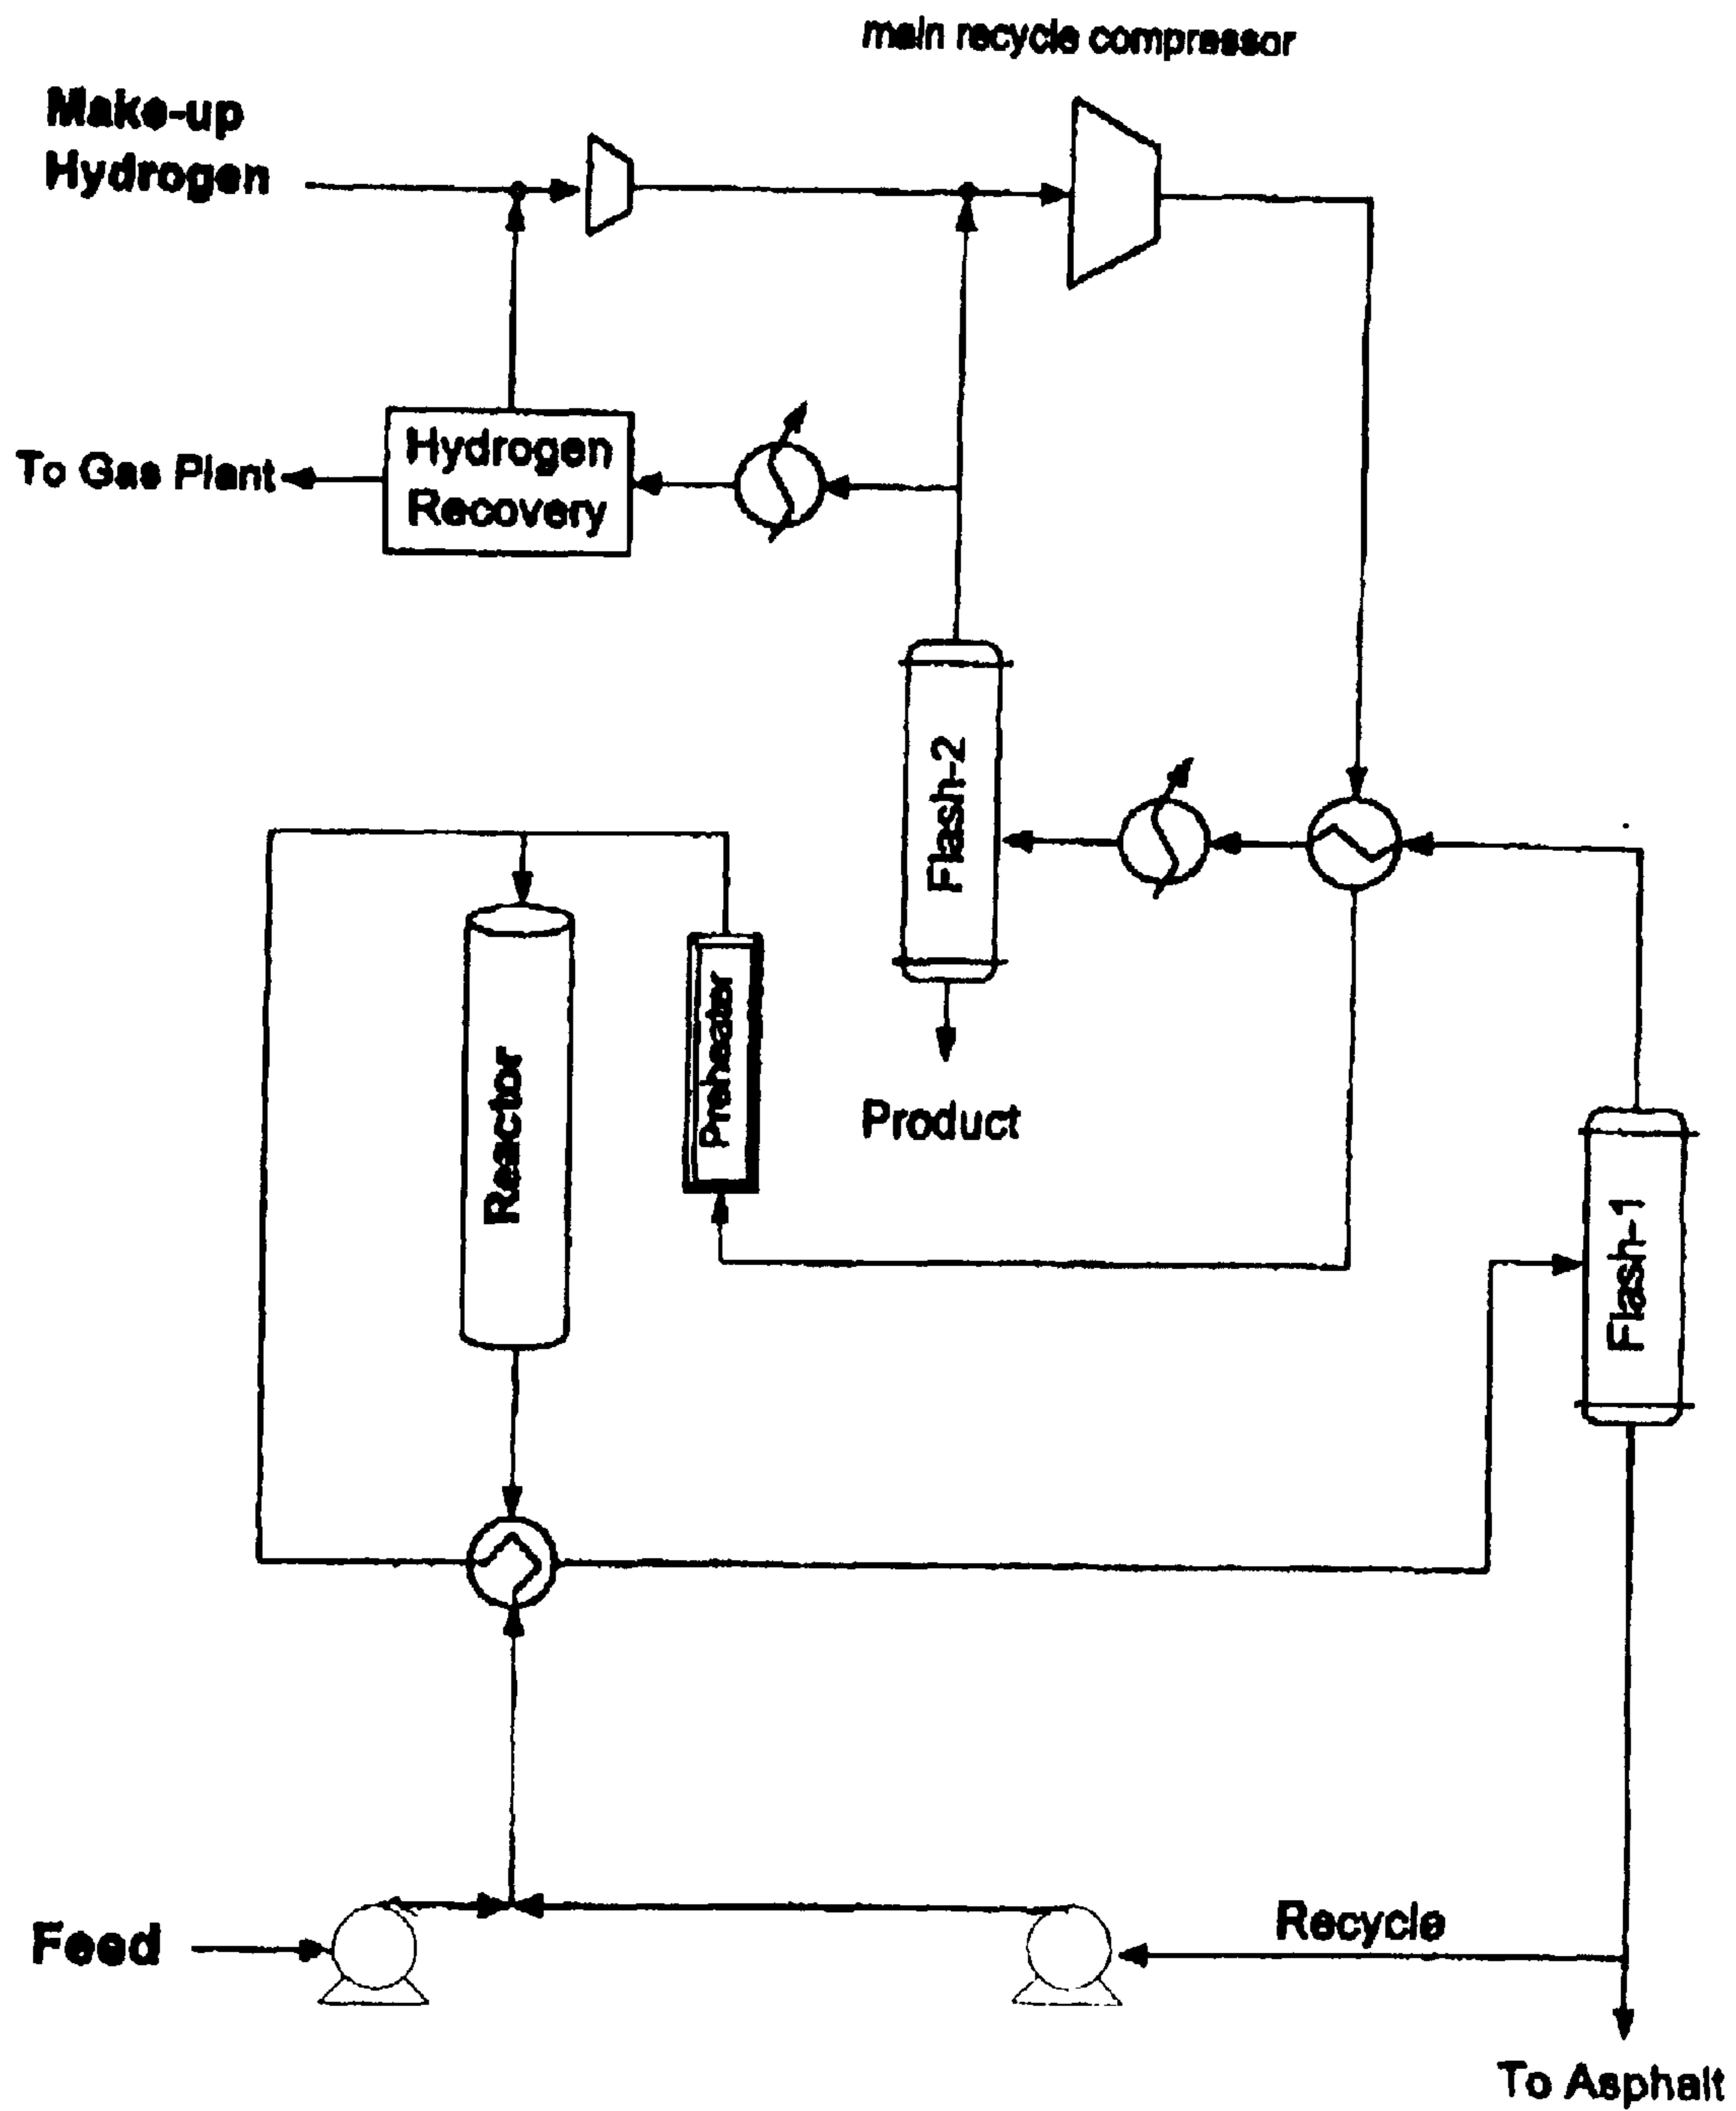 main recycle compressor
Make-up
Hydrogen
Hydrogen
Recovery
To Gas Plant
Flash-2
Preheater
Reactor
Product
Flash-1
Feed
Recycle
To Asphalt